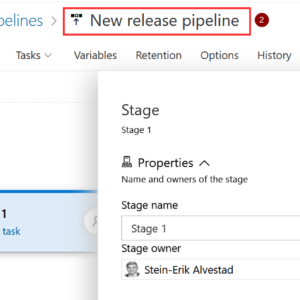 pelines > New release pipeline 2
Tasks Variables Retention Options History
Stage
Stage 1
Properties
Name and owners of the stage
1
task
Stage name
Stage 1
Stage owner
Stein-Erik Alvestad